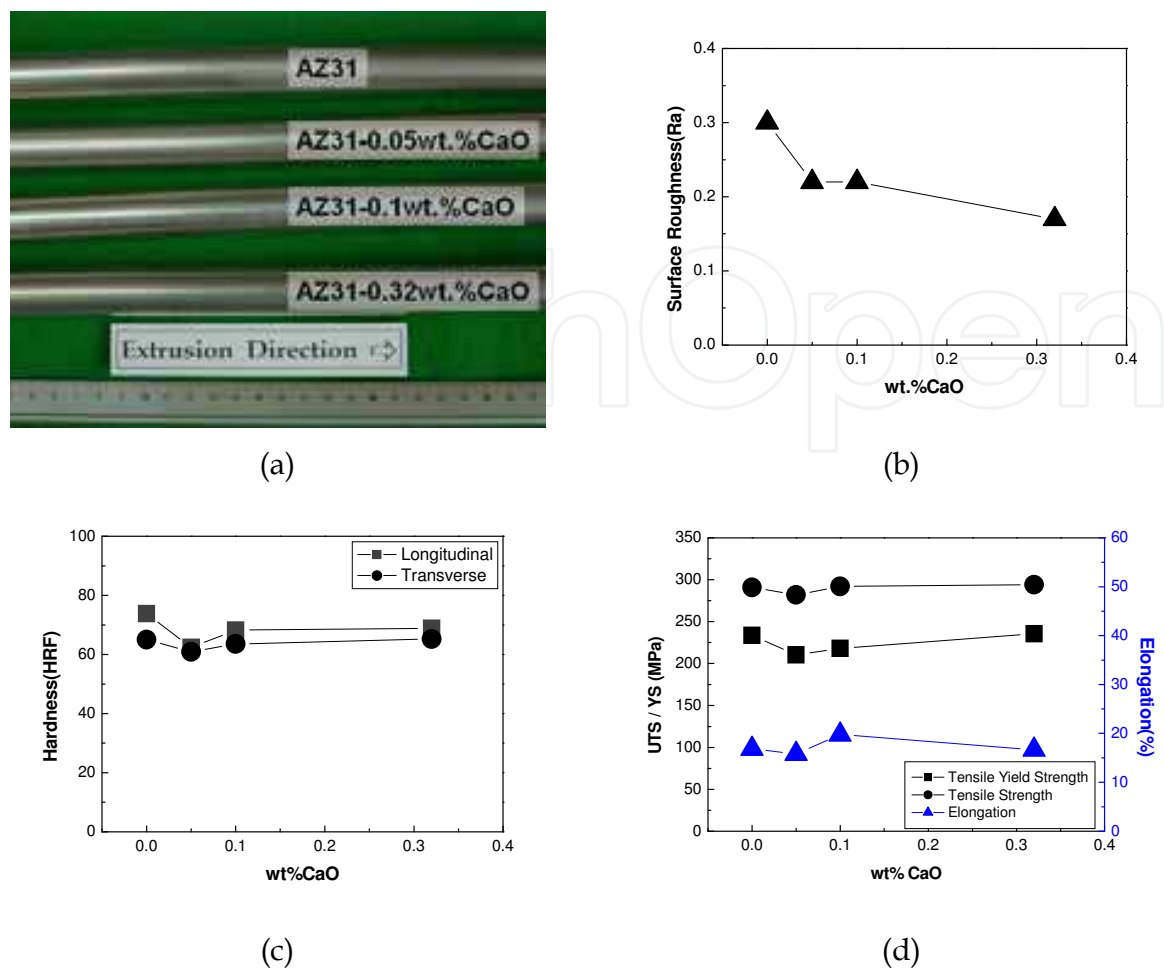 AZ31
AZ31-0.05wt.%CaO
AZ31-0.1wt.%CaO
AZ31-0.32wt.%CaO
Extrusion Direction ⇨
(a)
0.4
0.3
0.2
0.1
0.0
Surface Roughness(Ra)
0.0 0.1 0.2 0.3 0.4
wt.%CaO
(b)
100
80
60
40
20
0
Hardness(HRF)
Longitudinal
Transverse
0.0 0.1 0.2 0.3 0.4
wt%CaO
(c)
350
300
250
200
150
100
50
0
UTS / YS (MPa)
60
50
40
30
20
10
0
Elongation(%)
Tensile Yield Strength
Tensile Strength
Elongation
0.0 0.1 0.2 0.3 0.4
wt% CaO
(d)